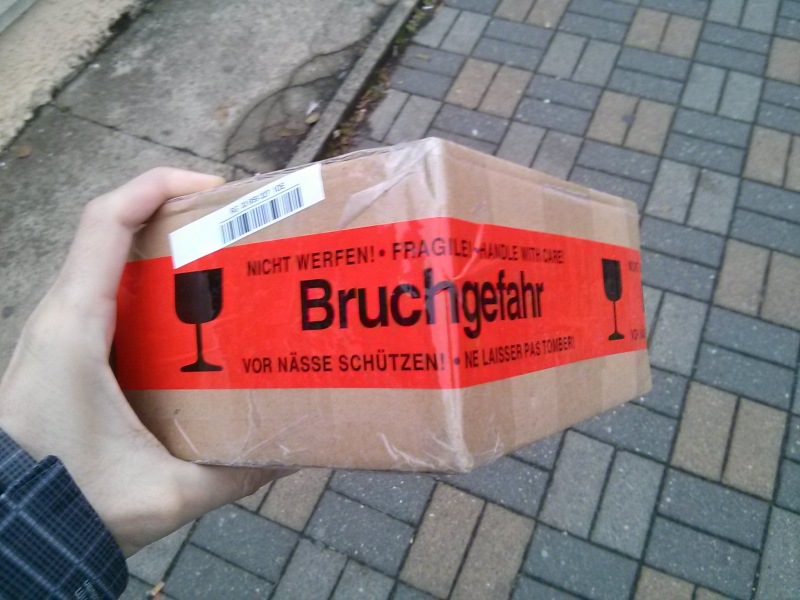 NICHT WERFEN! • FRAGILE! HANDLE WITH CARE!
Bruchgefahr
VOR NÄSSE SCHÜTZEN! • NE LAISSER PAS TOMBER!